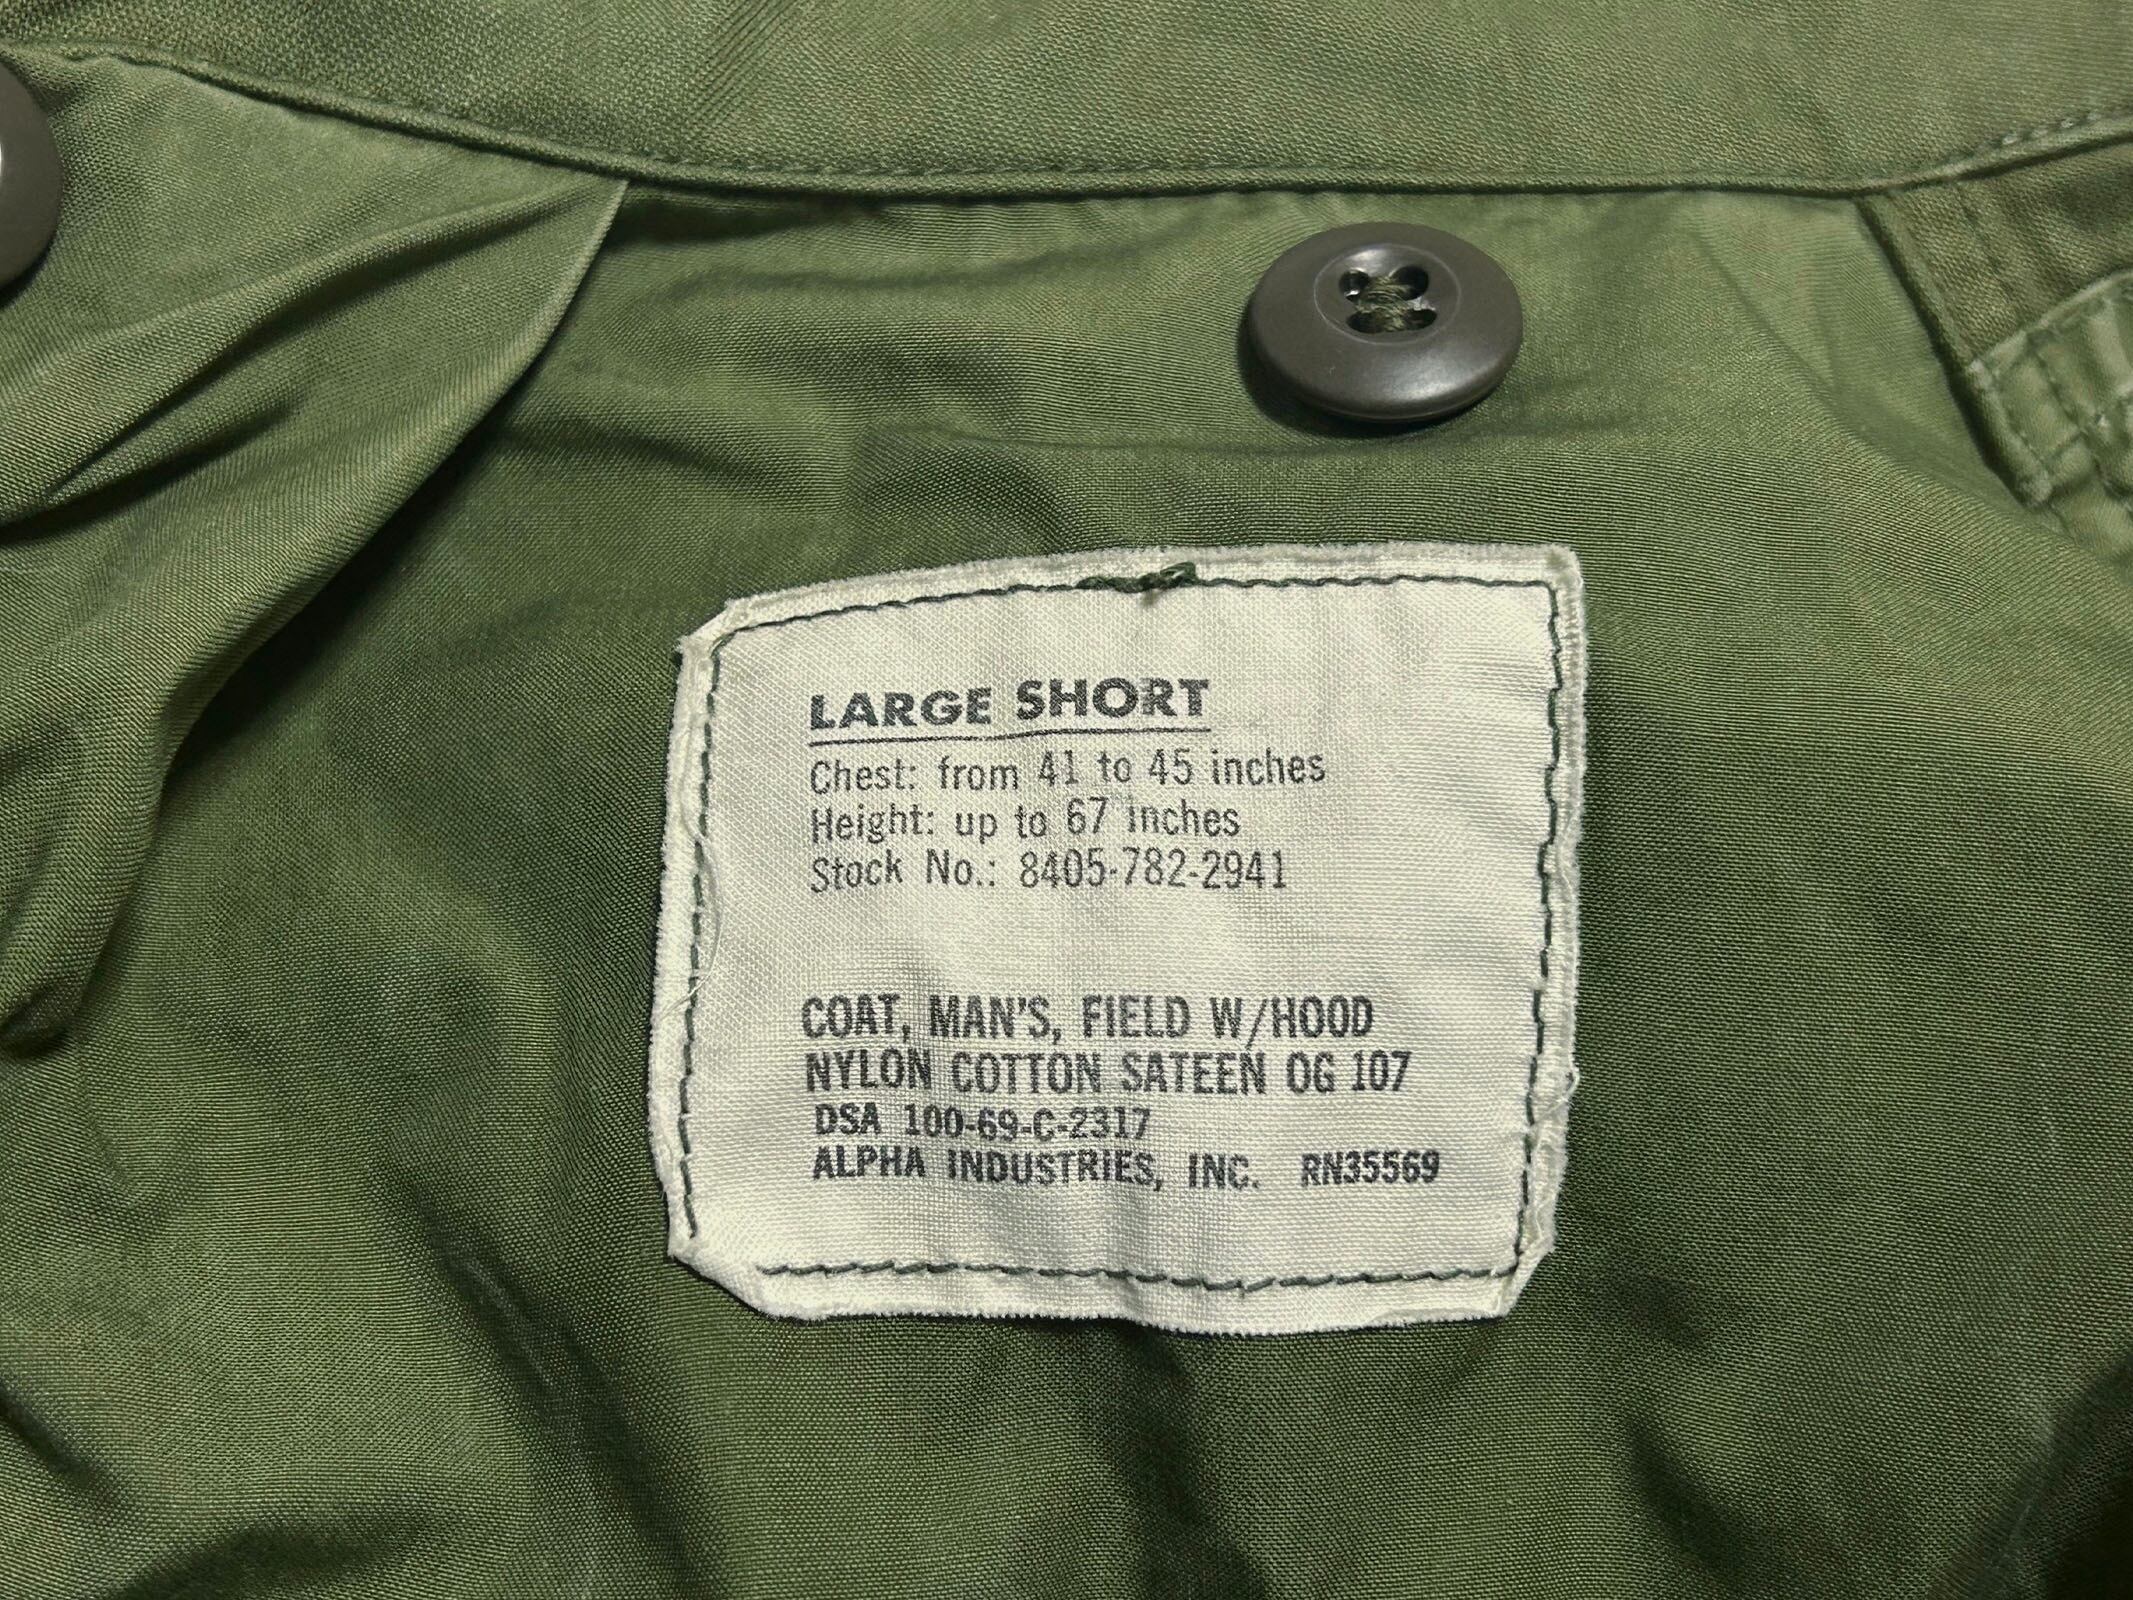 LARGE SHORT
Chest: from 41 to 45 inches
Height: up to 67 inches
Stock No.: 8405-782-2941
COAT, MAN'S, FIELD W/HOOD
NYLON COTTON SATEEN OG 107
DSA 100-69-C-2317
ALPHA INDUSTRIES, INC. RN35569